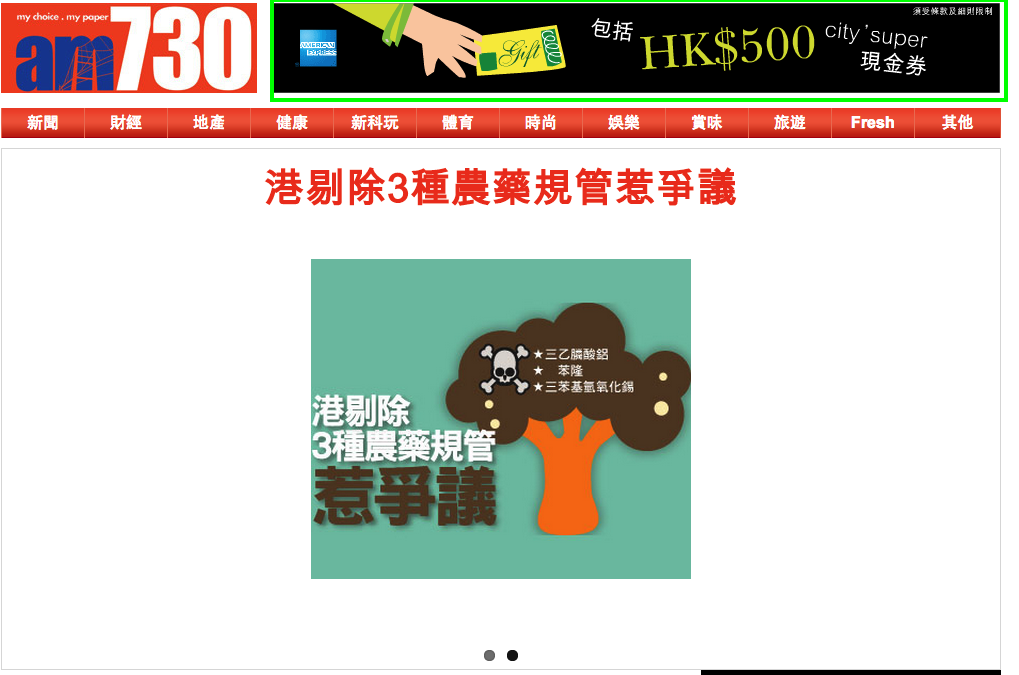 my choice . my paper
am730
AMERICAN
EXPRESS
Gift
包括
HK$500
city'super
現金券
須受條款及細則限制
新聞
財經
地產
健康
新科玩
體育
時尚
娛樂
賞味
旅遊
Fresh
其他
港剔除3種農藥規管惹爭議
★三乙膦酸鋁
★ 苯隆
★三苯基氫氧化錫
港剔除
3種農藥規管
惹爭議